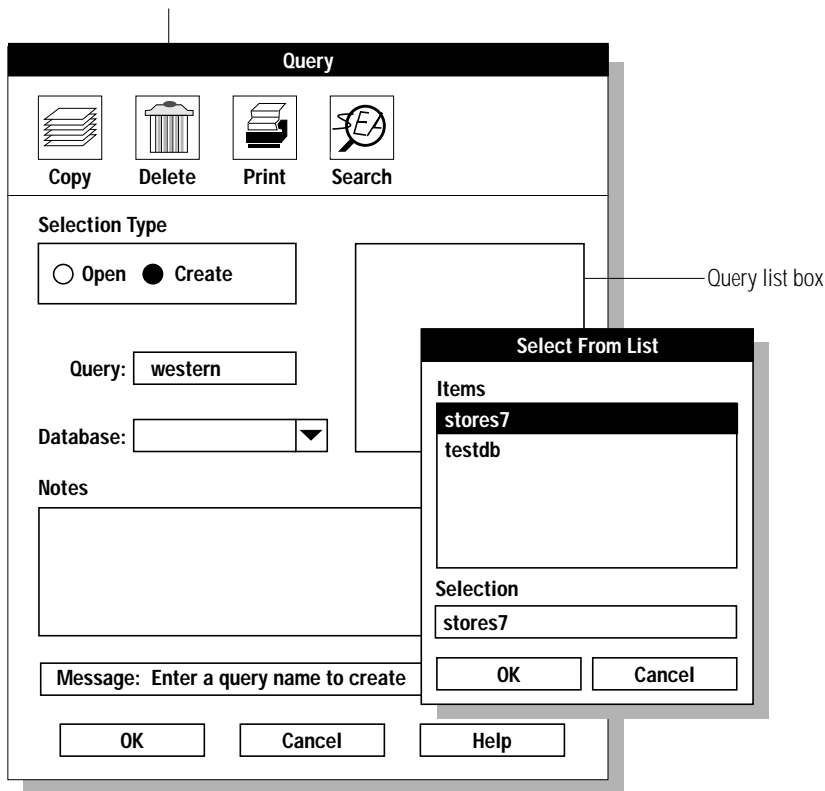 Query
Copy Delete Print Search
Selection Type
Open Create
Query list box
Query: western
Database:
Notes
Message: Enter a query name to create
OK Cancel Help
Select From List
Items
stores7
testdb
Selection
stores7
OK Cancel